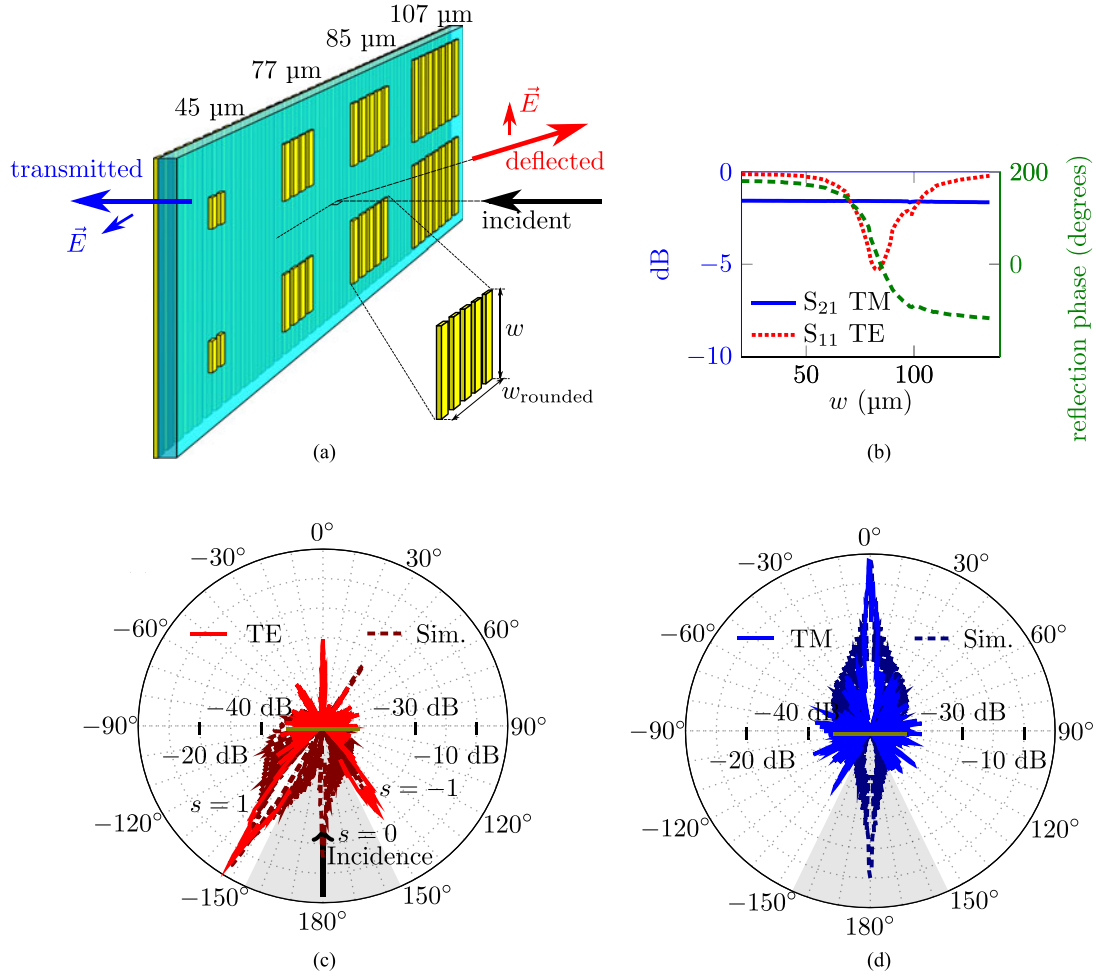 107 µm
85 µm
77 µm
45 µm
E⃗
transmitted
deflected
incident
E⃗
w
w_rounded
(a)
0
200
−5
0
−10
dB
reflection phase (degrees)
S₂₁ TM
S₁₁ TE
50
100
w (µm)
(b)
0°
−30°
30°
−60°
60°
TE
Sim.
−40 dB
−30 dB
−90°
90°
−20 dB
−10 dB
s = 1
s = −1
−120°
120°
s = 0
Incidence
−150°
150°
180°
(c)
0°
−30°
30°
−60°
60°
TM
Sim.
−40 dB
−30 dB
−90°
90°
−20 dB
−10 dB
−120°
120°
−150°
150°
180°
(d)